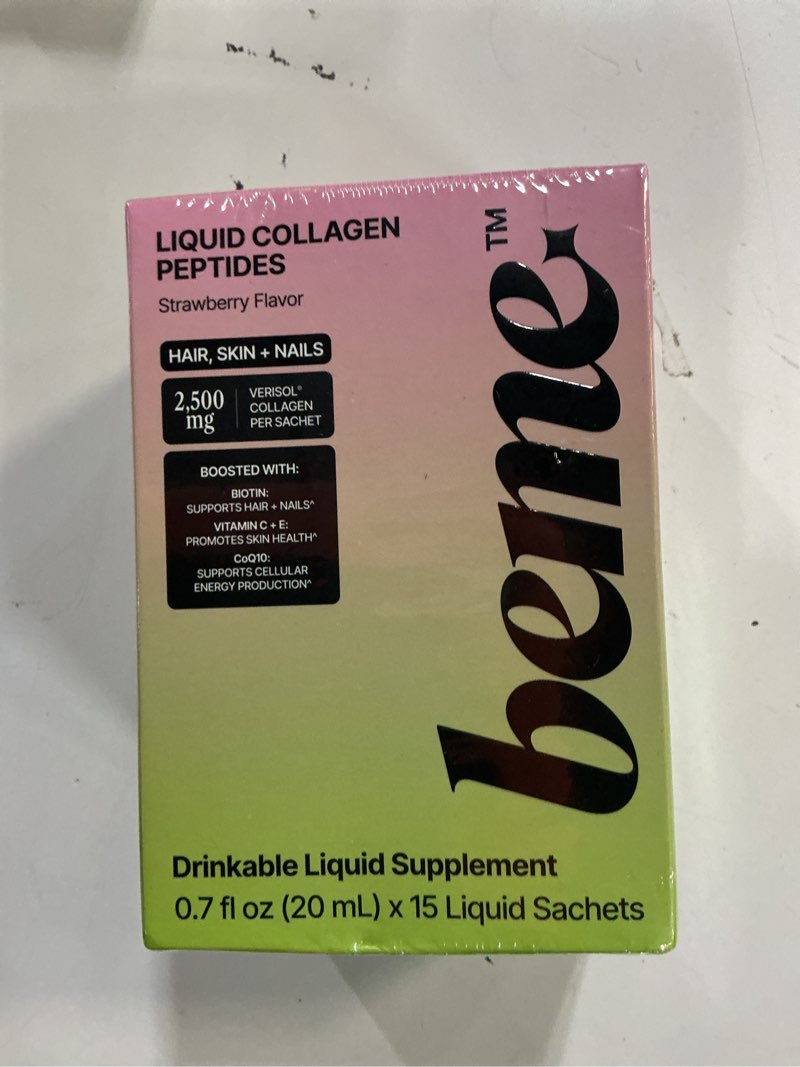 LIQUID COLLAGEN
PEPTIDES
Strawberry Flavor
HAIR, SKIN + NAILS
2,500
mg
VERISOL®
COLLAGEN
PER SACHET
BOOSTED WITH:
BIOTIN:
SUPPORTS HAIR + NAILS^
VITAMIN C + E:
PROMOTES SKIN HEALTH^
CoQ10:
SUPPORTS CELLULAR
ENERGY PRODUCTION^
beme™
Drinkable Liquid Supplement
0.7 fl oz (20 mL) x 15 Liquid Sachets